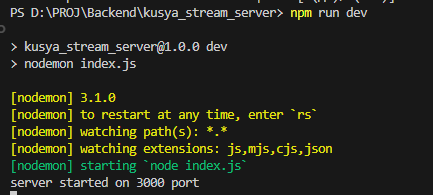 PS D:\PROJ\Backend\kusya_stream_server> npm run dev
> kusya_stream_server@1.0.0 dev
> nodemon index.js
[nodemon] 3.1.0
[nodemon] to restart at any time, enter `rs`
[nodemon] watching path(s): *.*
[nodemon] watching extensions: js,mjs,cjs,json
[nodemon] starting `node index.js`
server started on 3000 port